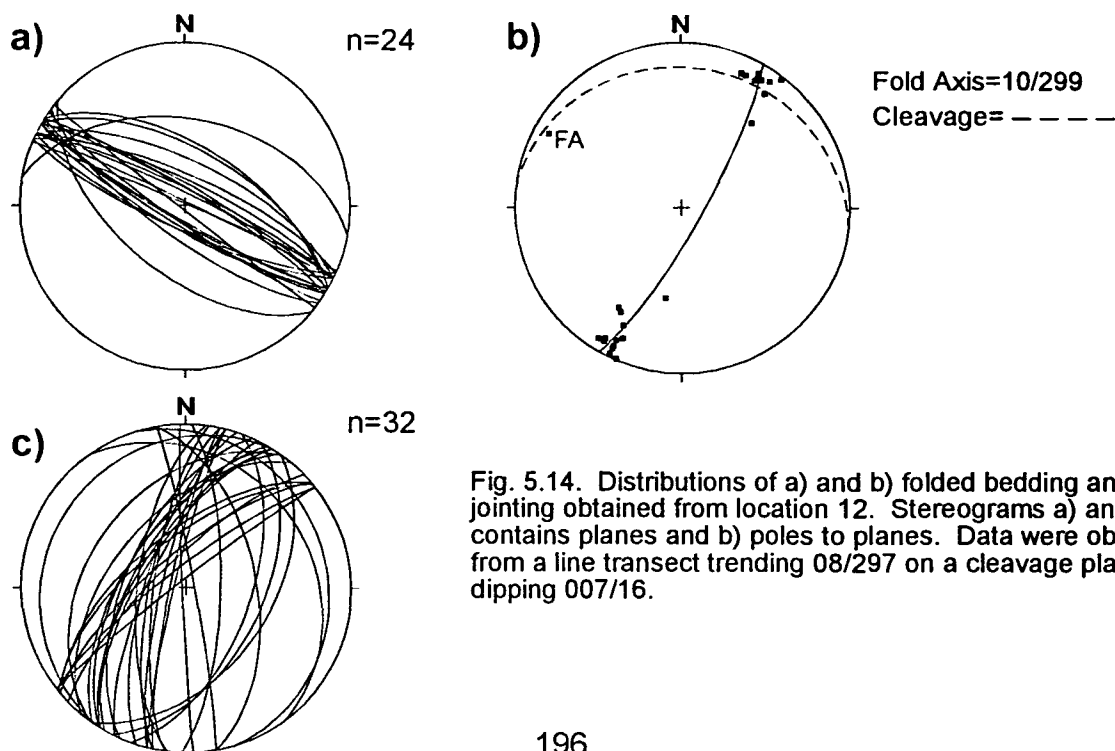 a)
N
n=24
b)
N
FA
Fold Axis=10/299
Cleavage= – – – –
c)
N
n=32
Fig. 5.14. Distributions of a) and b) folded bedding an
jointing obtained from location 12. Stereograms a) an
contains planes and b) poles to planes. Data were ob
from a line transect trending 08/297 on a cleavage pla
dipping 007/16.
196